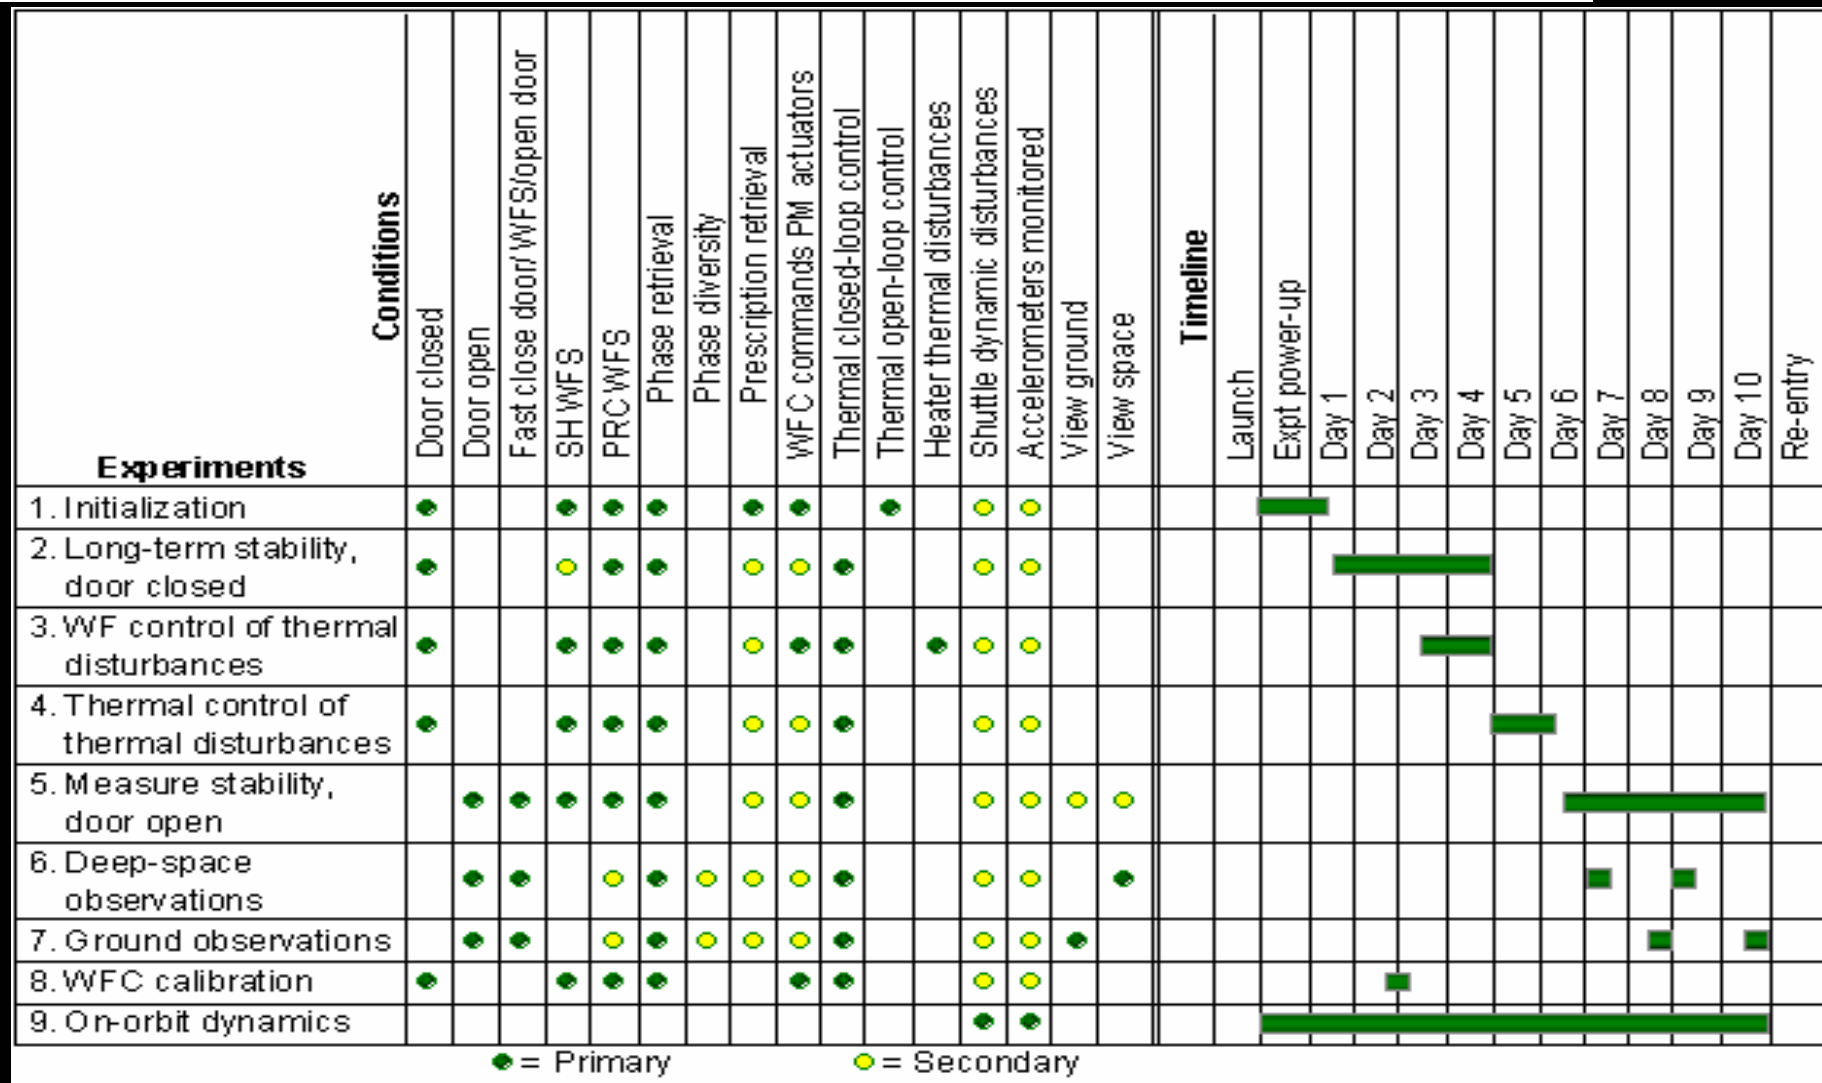 Conditions
Door closed
Door open
Fast close door/ WFS/open door
SH WFS
PRC WFS
Phase retrieval
Phase diversity
Prescription retrieval
WFC commands PM actuators
Thermal closed-loop control
Thermal open-loop control
Heater thermal disturbances
Shuttle dynamic disturbances
Accelerometers monitored
View ground
View space
Timeline
Launch
Expt power-up
Day 1
Day 2
Day 3
Day 4
Day 5
Day 6
Day 7
Day 8
Day 9
Day 10
Re-entry
Experiments
1. Initialization
2. Long-term stability,
door closed
3. WF control of thermal
disturbances
4. Thermal control of
thermal disturbances
5. Measure stability,
door open
6. Deep-space
observations
7. Ground observations
8. WFC calibration
9. On-orbit dynamics
= Primary
= Secondary